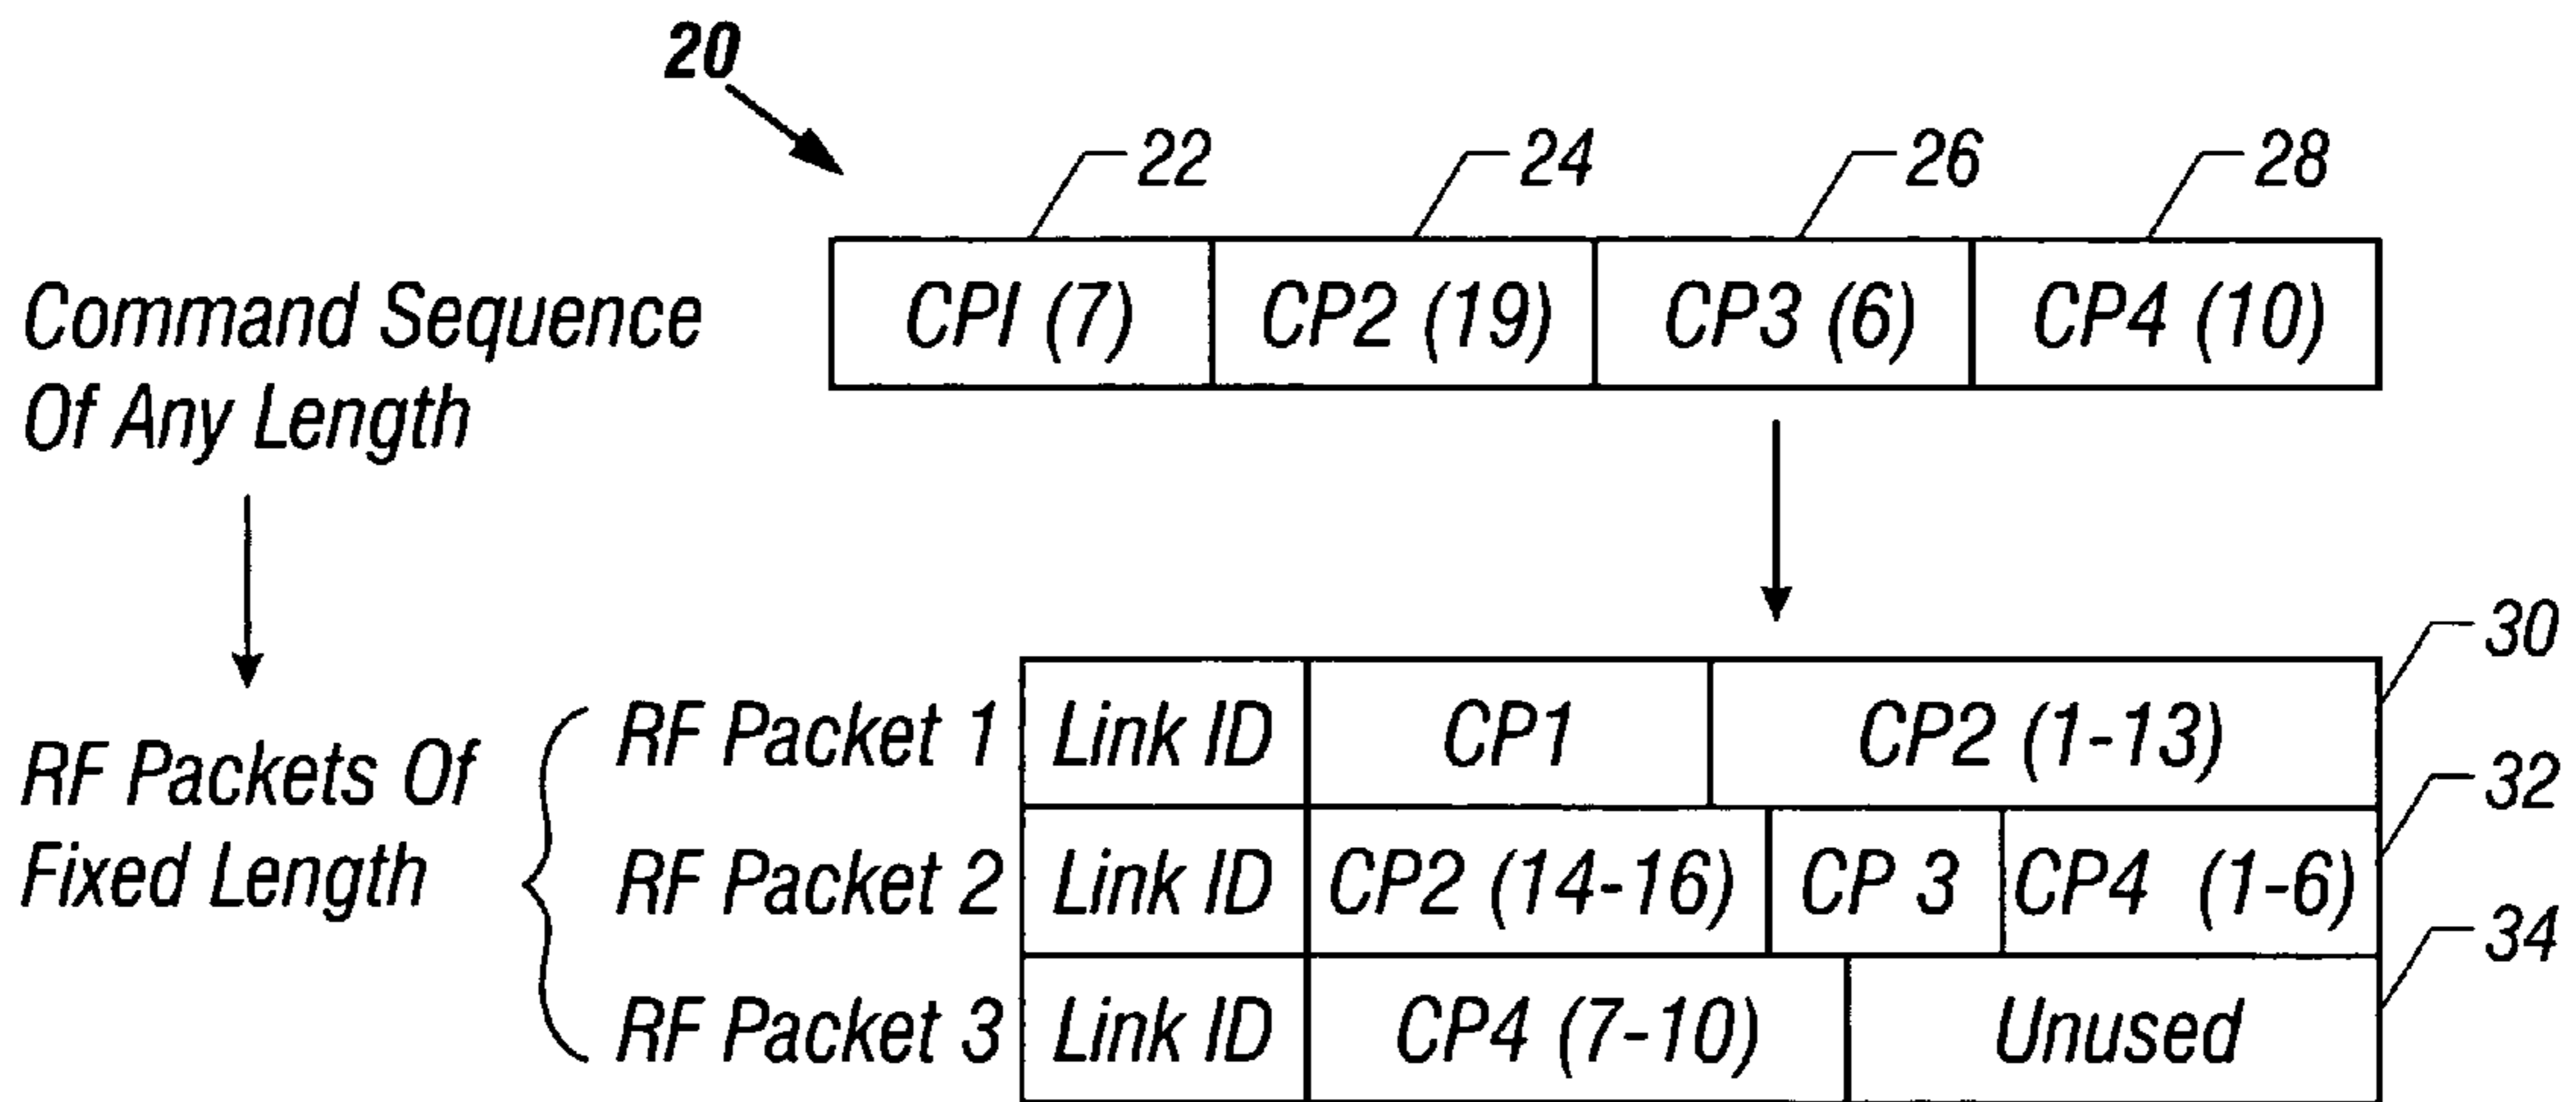 20
22 24 26 28
Command Sequence
Of Any Length
CPI (7) CP2 (19) CP3 (6) CP4 (10)
30
RF Packets Of
Fixed Length
RF Packet 1 Link ID CP1 CP2 (1-13)
32
RF Packet 2 Link ID CP2 (14-16) CP 3 CP4 (1-6)
34
RF Packet 3 Link ID CP4 (7-10) Unused